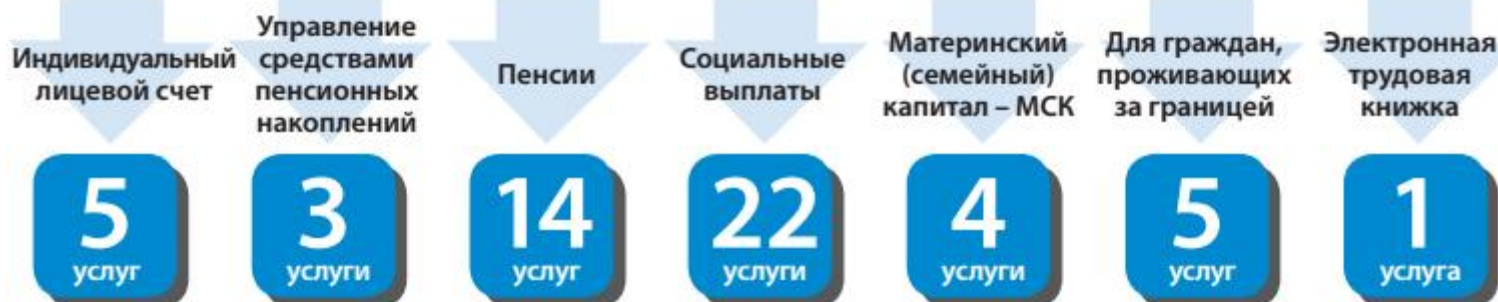 Индивидуальный
лицевой счет
Управление
средствами
пенсионных
накоплений
Пенсии
Социальные
выплаты
Материнский
(семейный)
капитал – МСК
Для граждан,
проживающих
за границей
Электронная
трудовая
книжка
5
услуг
3
услуги
14
услуг
22
услуги
4
услуги
5
услуг
1
услуга